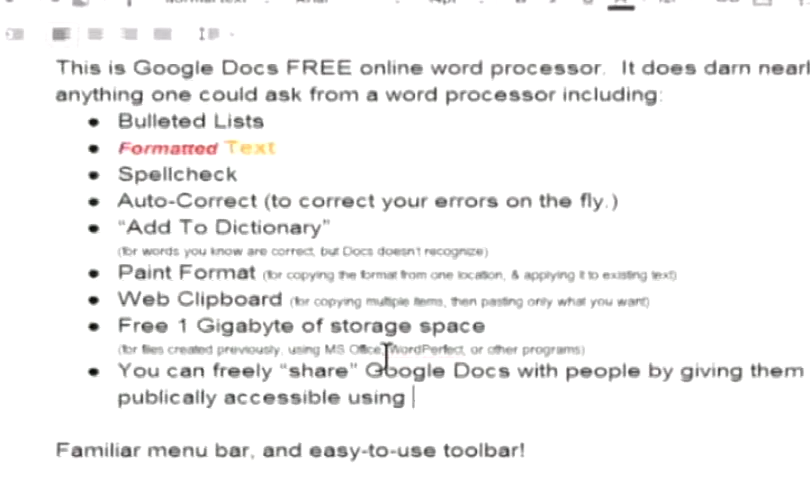 This is Google Docs FREE online word processor. It does darn nearl
anything one could ask from a word processor including:
• Bulleted Lists
• Formatted Text
• Spellcheck
• Auto-Correct (to correct your errors on the fly.)
• “Add To Dictionary”
(for words you know are correct, but Docs doesn't recognize)
• Paint Format (for copying the format from one location, & applying it to existing text)
• Web Clipboard (for copying multiple items, then pasting only what you want)
• Free 1 Gigabyte of storage space
(for files created previously, using MS Office, WordPerfect, or other programs)
• You can freely “share” Google Docs with people by giving them
publically accessible using
Familiar menu bar, and easy-to-use toolbar!